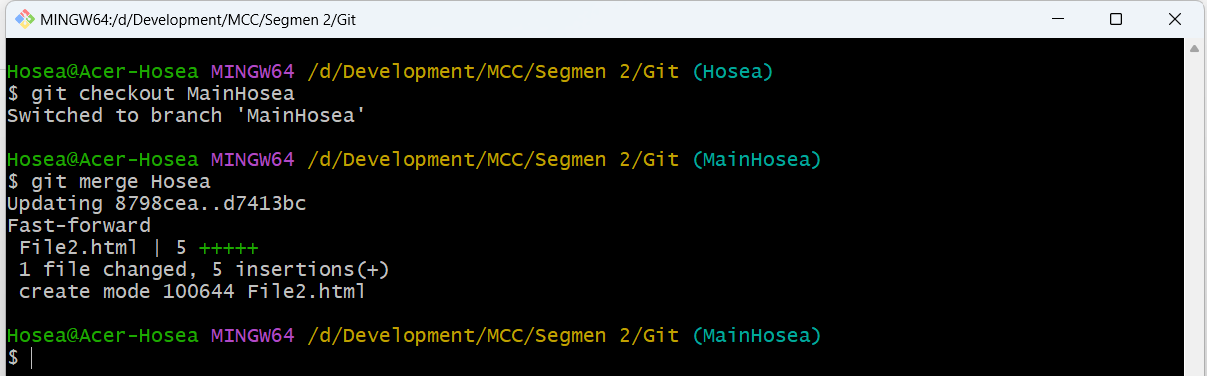 MINGW64:/d/Development/MCC/Segmen 2/Git
Hosea@Acer-Hosea MINGW64 /d/Development/MCC/Segmen 2/Git (Hosea)
$ git checkout MainHosea
Switched to branch 'MainHosea'
Hosea@Acer-Hosea MINGW64 /d/Development/MCC/Segmen 2/Git (MainHosea)
$ git merge Hosea
Updating 8798cea..d7413bc
Fast-forward
 File2.html | 5 +++++
 1 file changed, 5 insertions(+)
 create mode 100644 File2.html
Hosea@Acer-Hosea MINGW64 /d/Development/MCC/Segmen 2/Git (MainHosea)
$